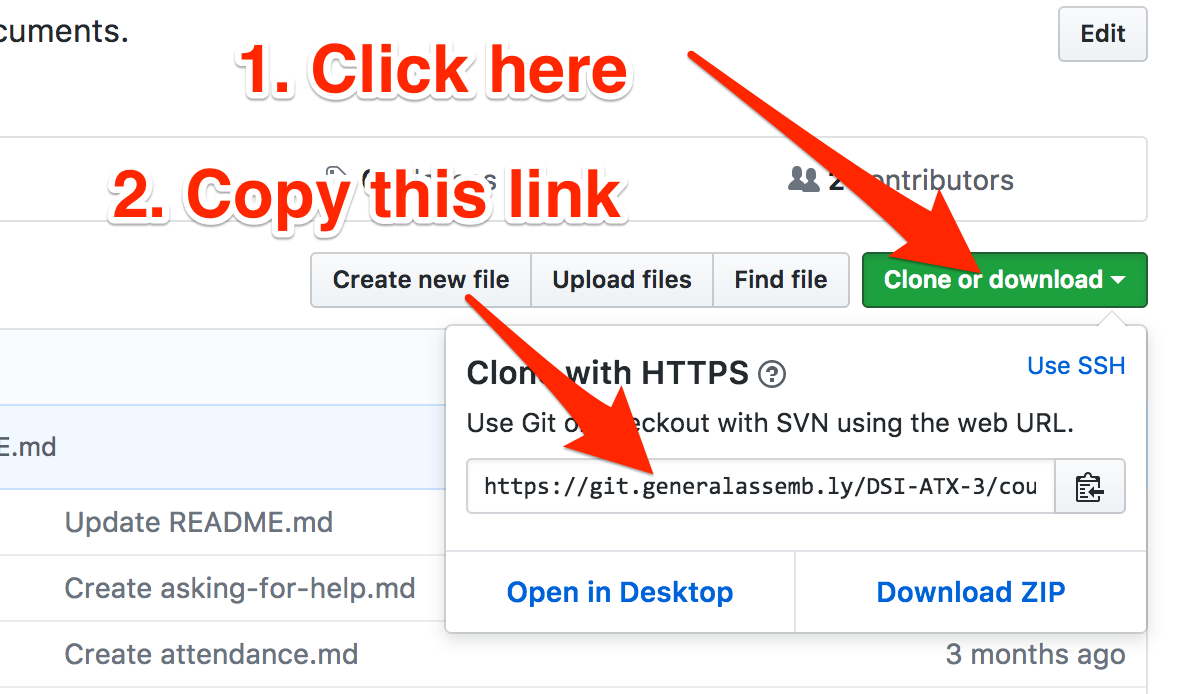 cuments.
Edit
1. Click here
2. Copy this link
2 contributors
Create new file
Upload files
Find file
Clone or download
Clone with HTTPS
Use SSH
Use Git or checkout with SVN using the web URL.
E.md
https://git.generalassemb.ly/DSI-ATX-3/cou
Update README.md
Open in Desktop
Download ZIP
Create asking-for-help.md
Create attendance.md
3 months ago